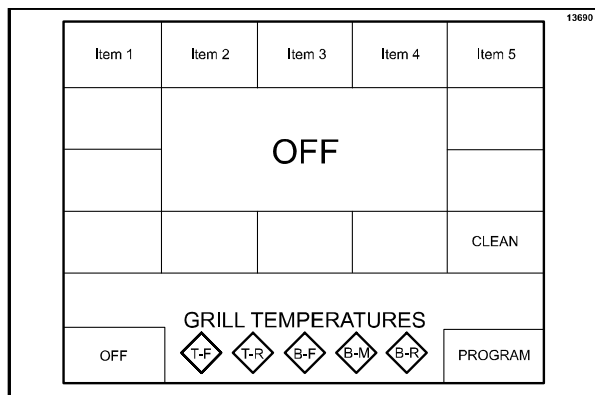 13690
Item 1 Item 2 Item 3 Item 4 Item 5
OFF
CLEAN
GRILL TEMPERATURES
OFF T-F T-R B-F B-M B-R PROGRAM